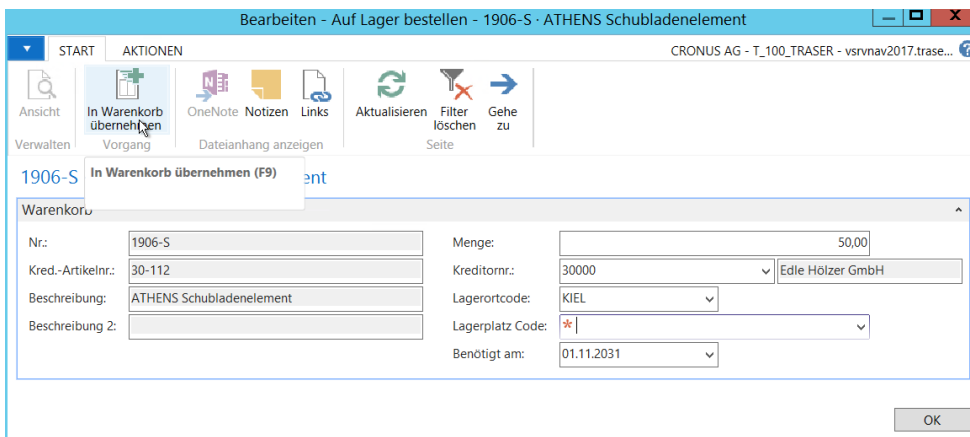 Bearbeiten - Auf Lager bestellen - 1906-S · ATHENS Schubladenelement
X
START AKTIONEN CRONUS AG - T_100_TRASER - vsrvnav2017.trase... ?
Ansicht In Warenkorb übernehmen OneNote Notizen Links Aktualisieren Filter löschen Gehe zu
Verwalten Vorgang Dateianhang anzeigen Seite
In Warenkorb übernehmen (F9)
1906-S ent
Warenkorb
Nr.: 1906-S Menge: 50,00
Kred.-Artikelnr.: 30-112 Kreditornr.: 30000 Edle Hölzer GmbH
Beschreibung: ATHENS Schubladenelement Lagerortcode: KIEL
Beschreibung 2: Lagerplatz Code: *
Benötigt am: 01.11.2031
OK